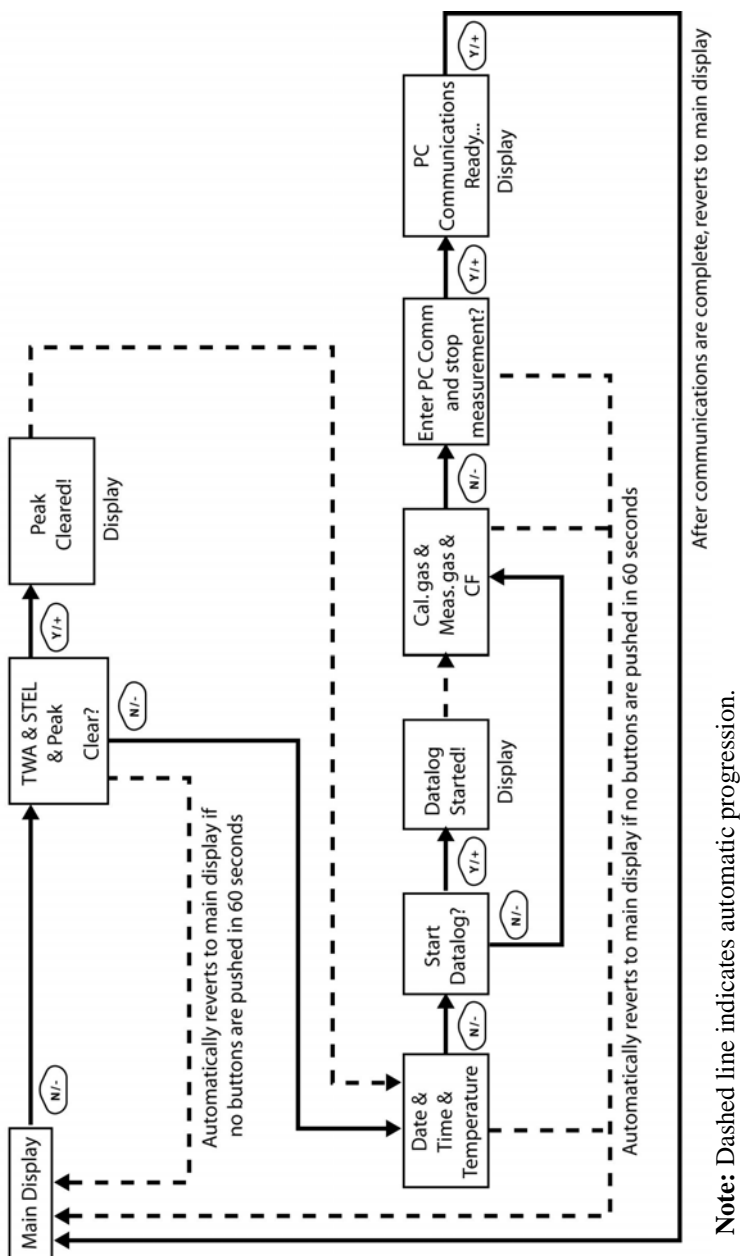 Main Display
N/-
TWA & STEL
& Peak
Clear?
Y/+
Peak
Cleared!
Display
N/-
Automatically reverts to main display if
no buttons are pushed in 60 seconds
Date &
Time &
Temperature
N/-
Start
Datalog?
Y/+
Datalog
Started!
Display
N/-
Cal. gas &
Meas. gas &
CF
N/-
Enter PC Comm
and stop
measurement?
Y/+
PC
Communications
Ready...
Display
Y/+
Automatically reverts to main display if no buttons are pushed in 60 seconds
After communications are complete, reverts to main display
Note: Dashed line indicates automatic progression.